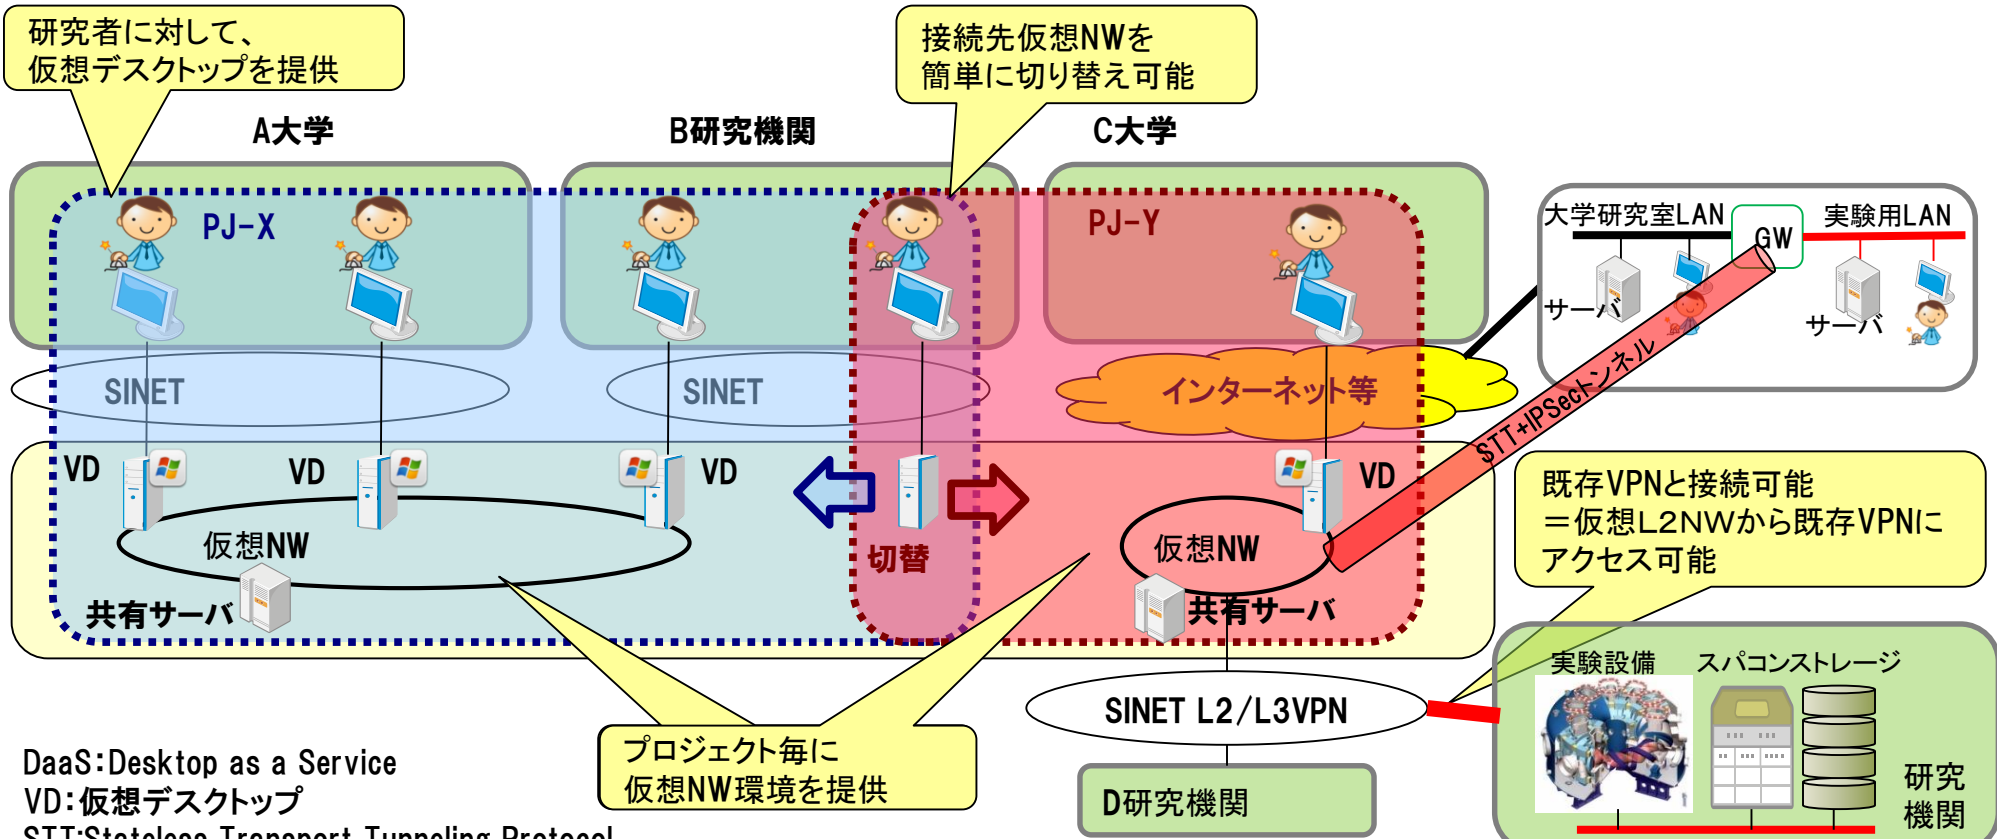 研究者に対して、
仮想デスクトップを提供
接続先仮想NWを
簡単に切り替え可能
A大学
B研究機関
C大学
PJ-X
PJ-Y
大学研究室LAN
GW
実験用LAN
サーバ
サーバ
SINET
SINET
インターネット等
STT+IPSecトンネル
VD
VD
VD
VD
仮想NW
切替
仮想NW
共有サーバ
共有サーバ
既存VPNと接続可能
＝仮想L2NWから既存VPNに
アクセス可能
実験設備
スパコンストレージ
研究
機関
SINET L2/L3VPN
D研究機関
プロジェクト毎に
仮想NW環境を提供
DaaS：Desktop as a Service
VD：仮想デスクトップ
STT:Stateless Transport Tunneling Protocol